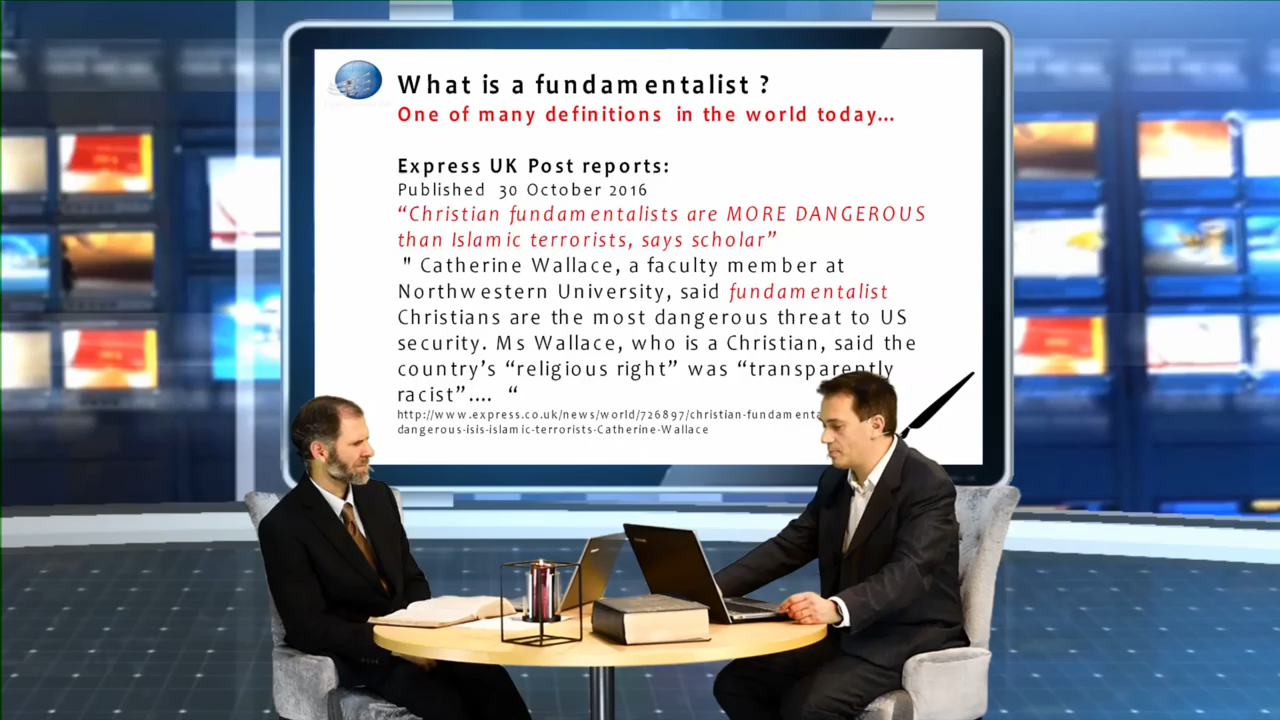 What is a fundamentalist ?
One of many definitions in the world today...
Express UK Post reports:
Published 30 October 2016
“Christian fundamentalists are MORE DANGEROUS
than Islamic terrorists, says scholar”
" Catherine Wallace, a faculty member at
Northwestern University, said fundamentalist
Christians are the most dangerous threat to US
security. Ms Wallace, who is a Christian, said the
country’s “religious right” was “transparently
racist”.... “
http://www.express.co.uk/news/world/726897/christian-fundamenta
dangerous-isis-islamic-terrorists-Catherine-Wallace